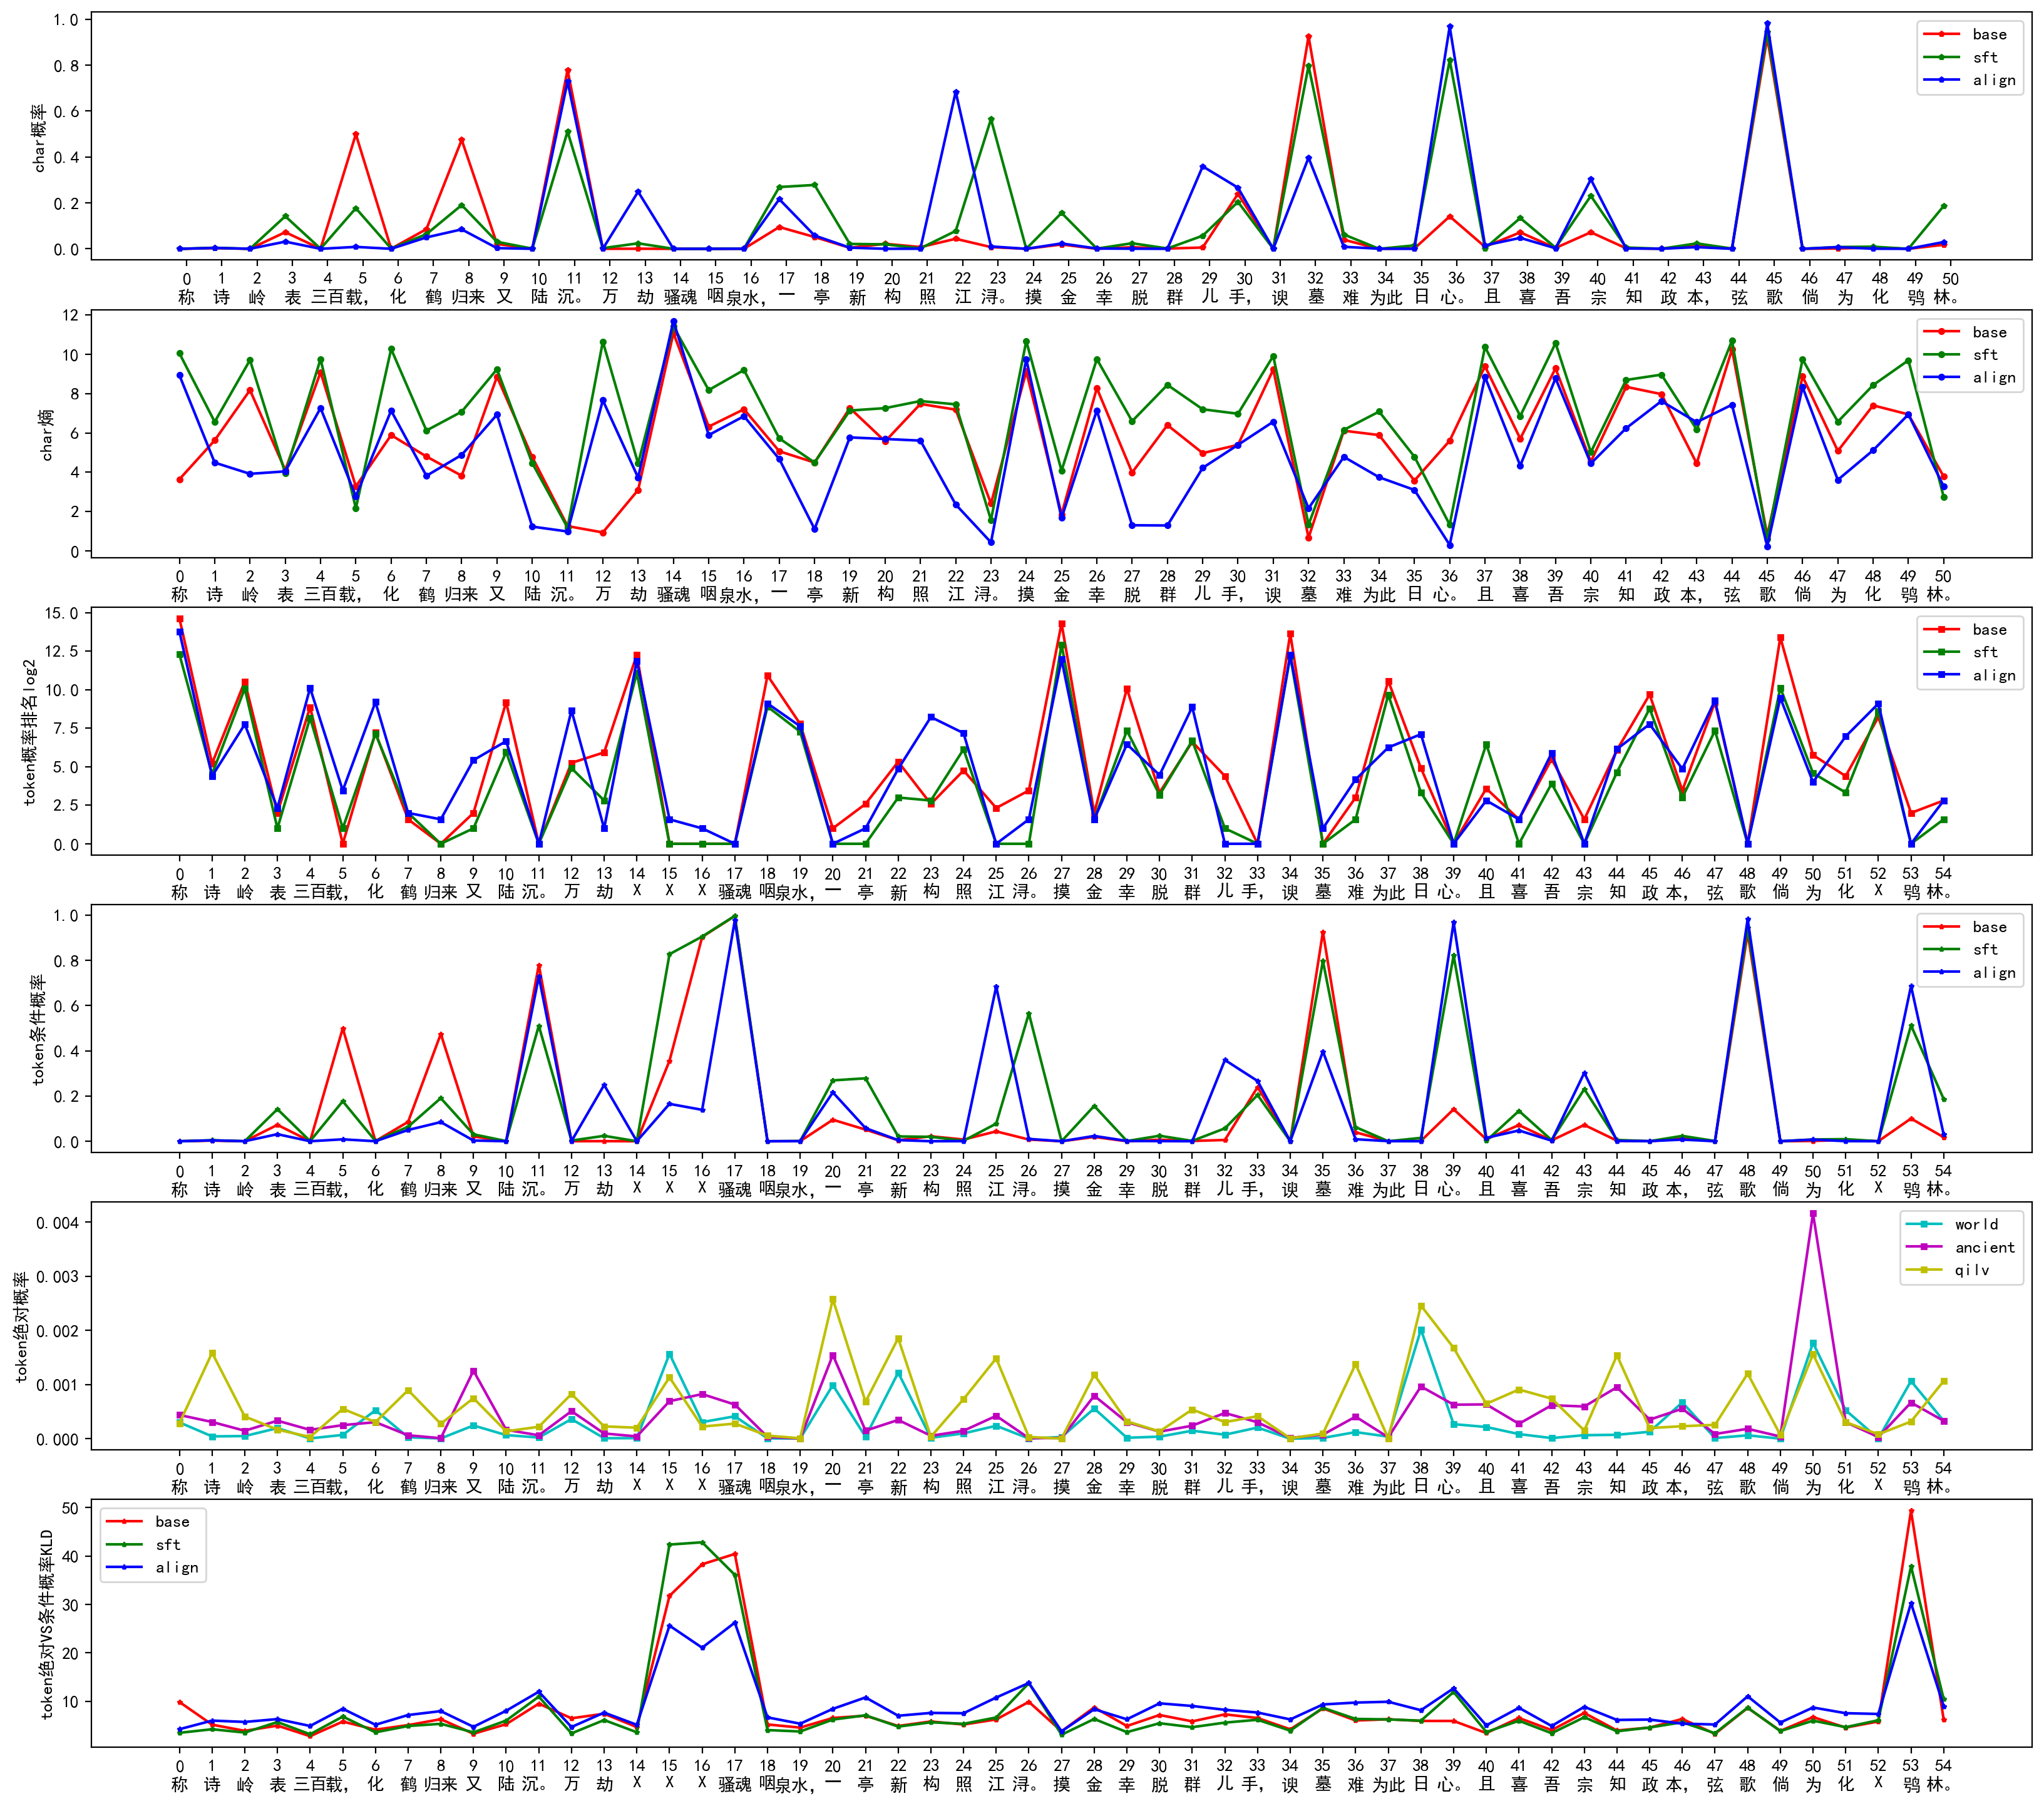 char概率
1.0
0.8
0.6
0.4
0.2
0.0
base
sft
align
0 1 2 3 4 5 6 7 8 9 10 11 12 13 14 15 16 17 18 19 20 21 22 23 24 25 26 27 28 29 30 31 32 33 34 35 36 37 38 39 40 41 42 43 44 45 46 47 48 49 50
称 诗 岭 表 三百载， 化 鹤 归来 又 陆 沉。 万 劫 骚魂 咽 泉水， 一 亭 新 构 照 江 浔。 摸 金 幸 脱 群 儿 手， 谀 墓 难 为此 日 心。 且 喜 吾 宗 知 政 本， 弦 歌 倘 为 化 鸮 林。
char熵
12
10
8
6
4
2
0
base
sft
align
0 1 2 3 4 5 6 7 8 9 10 11 12 13 14 15 16 17 18 19 20 21 22 23 24 25 26 27 28 29 30 31 32 33 34 35 36 37 38 39 40 41 42 43 44 45 46 47 48 49 50
称 诗 岭 表 三百载， 化 鹤 归来 又 陆 沉。 万 劫 骚魂 咽 泉水， 一 亭 新 构 照 江 浔。 摸 金 幸 脱 群 儿 手， 谀 墓 难 为此 日 心。 且 喜 吾 宗 知 政 本， 弦 歌 倘 为 化 鸮 林。
token概率排名log2
15.0
12.5
10.0
7.5
5.0
2.5
0.0
base
sft
align
0 1 2 3 4 5 6 7 8 9 10 11 12 13 14 15 16 17 18 19 20 21 22 23 24 25 26 27 28 29 30 31 32 33 34 35 36 37 38 39 40 41 42 43 44 45 46 47 48 49 50 51 52 53 54
称 诗 岭 表 三百载， 化 鹤 归来 又 陆 沉。 万 劫 X X X 骚魂 咽泉水， 一 亭 新 构 照 江 浔。 摸 金 幸 脱 群 儿 手， 谀 墓 难 为此 日 心。 且 喜 吾 宗 知 政 本， 弦 歌 倘 为 化 X 鸮 林。
token条件概率
1.0
0.8
0.6
0.4
0.2
0.0
base
sft
align
0 1 2 3 4 5 6 7 8 9 10 11 12 13 14 15 16 17 18 19 20 21 22 23 24 25 26 27 28 29 30 31 32 33 34 35 36 37 38 39 40 41 42 43 44 45 46 47 48 49 50 51 52 53 54
称 诗 岭 表 三百载， 化 鹤 归来 又 陆 沉。 万 劫 X X X 骚魂 咽泉水， 一 亭 新 构 照 江 浔。 摸 金 幸 脱 群 儿 手， 谀 墓 难 为此 日 心。 且 喜 吾 宗 知 政 本， 弦 歌 倘 为 化 X 鸮 林。
token绝对概率
0.004
0.003
0.002
0.001
0.000
world
ancient
qilv
0 1 2 3 4 5 6 7 8 9 10 11 12 13 14 15 16 17 18 19 20 21 22 23 24 25 26 27 28 29 30 31 32 33 34 35 36 37 38 39 40 41 42 43 44 45 46 47 48 49 50 51 52 53 54
称 诗 岭 表 三百载， 化 鹤 归来 又 陆 沉。 万 劫 X X X 骚魂 咽泉水， 一 亭 新 构 照 江 浔。 摸 金 幸 脱 群 儿 手， 谀 墓 难 为此 日 心。 且 喜 吾 宗 知 政 本， 弦 歌 倘 为 化 X 鸮 林。
token绝对VS条件概率KLD
50
40
30
20
10
base
sft
align
0 1 2 3 4 5 6 7 8 9 10 11 12 13 14 15 16 17 18 19 20 21 22 23 24 25 26 27 28 29 30 31 32 33 34 35 36 37 38 39 40 41 42 43 44 45 46 47 48 49 50 51 52 53 54
称 诗 岭 表 三百载， 化 鹤 归来 又 陆 沉。 万 劫 X X X 骚魂 咽泉水， 一 亭 新 构 照 江 浔。 摸 金 幸 脱 群 儿 手， 谀 墓 难 为此 日 心。 且 喜 吾 宗 知 政 本， 弦 歌 倘 为 化 X 鸮 林。